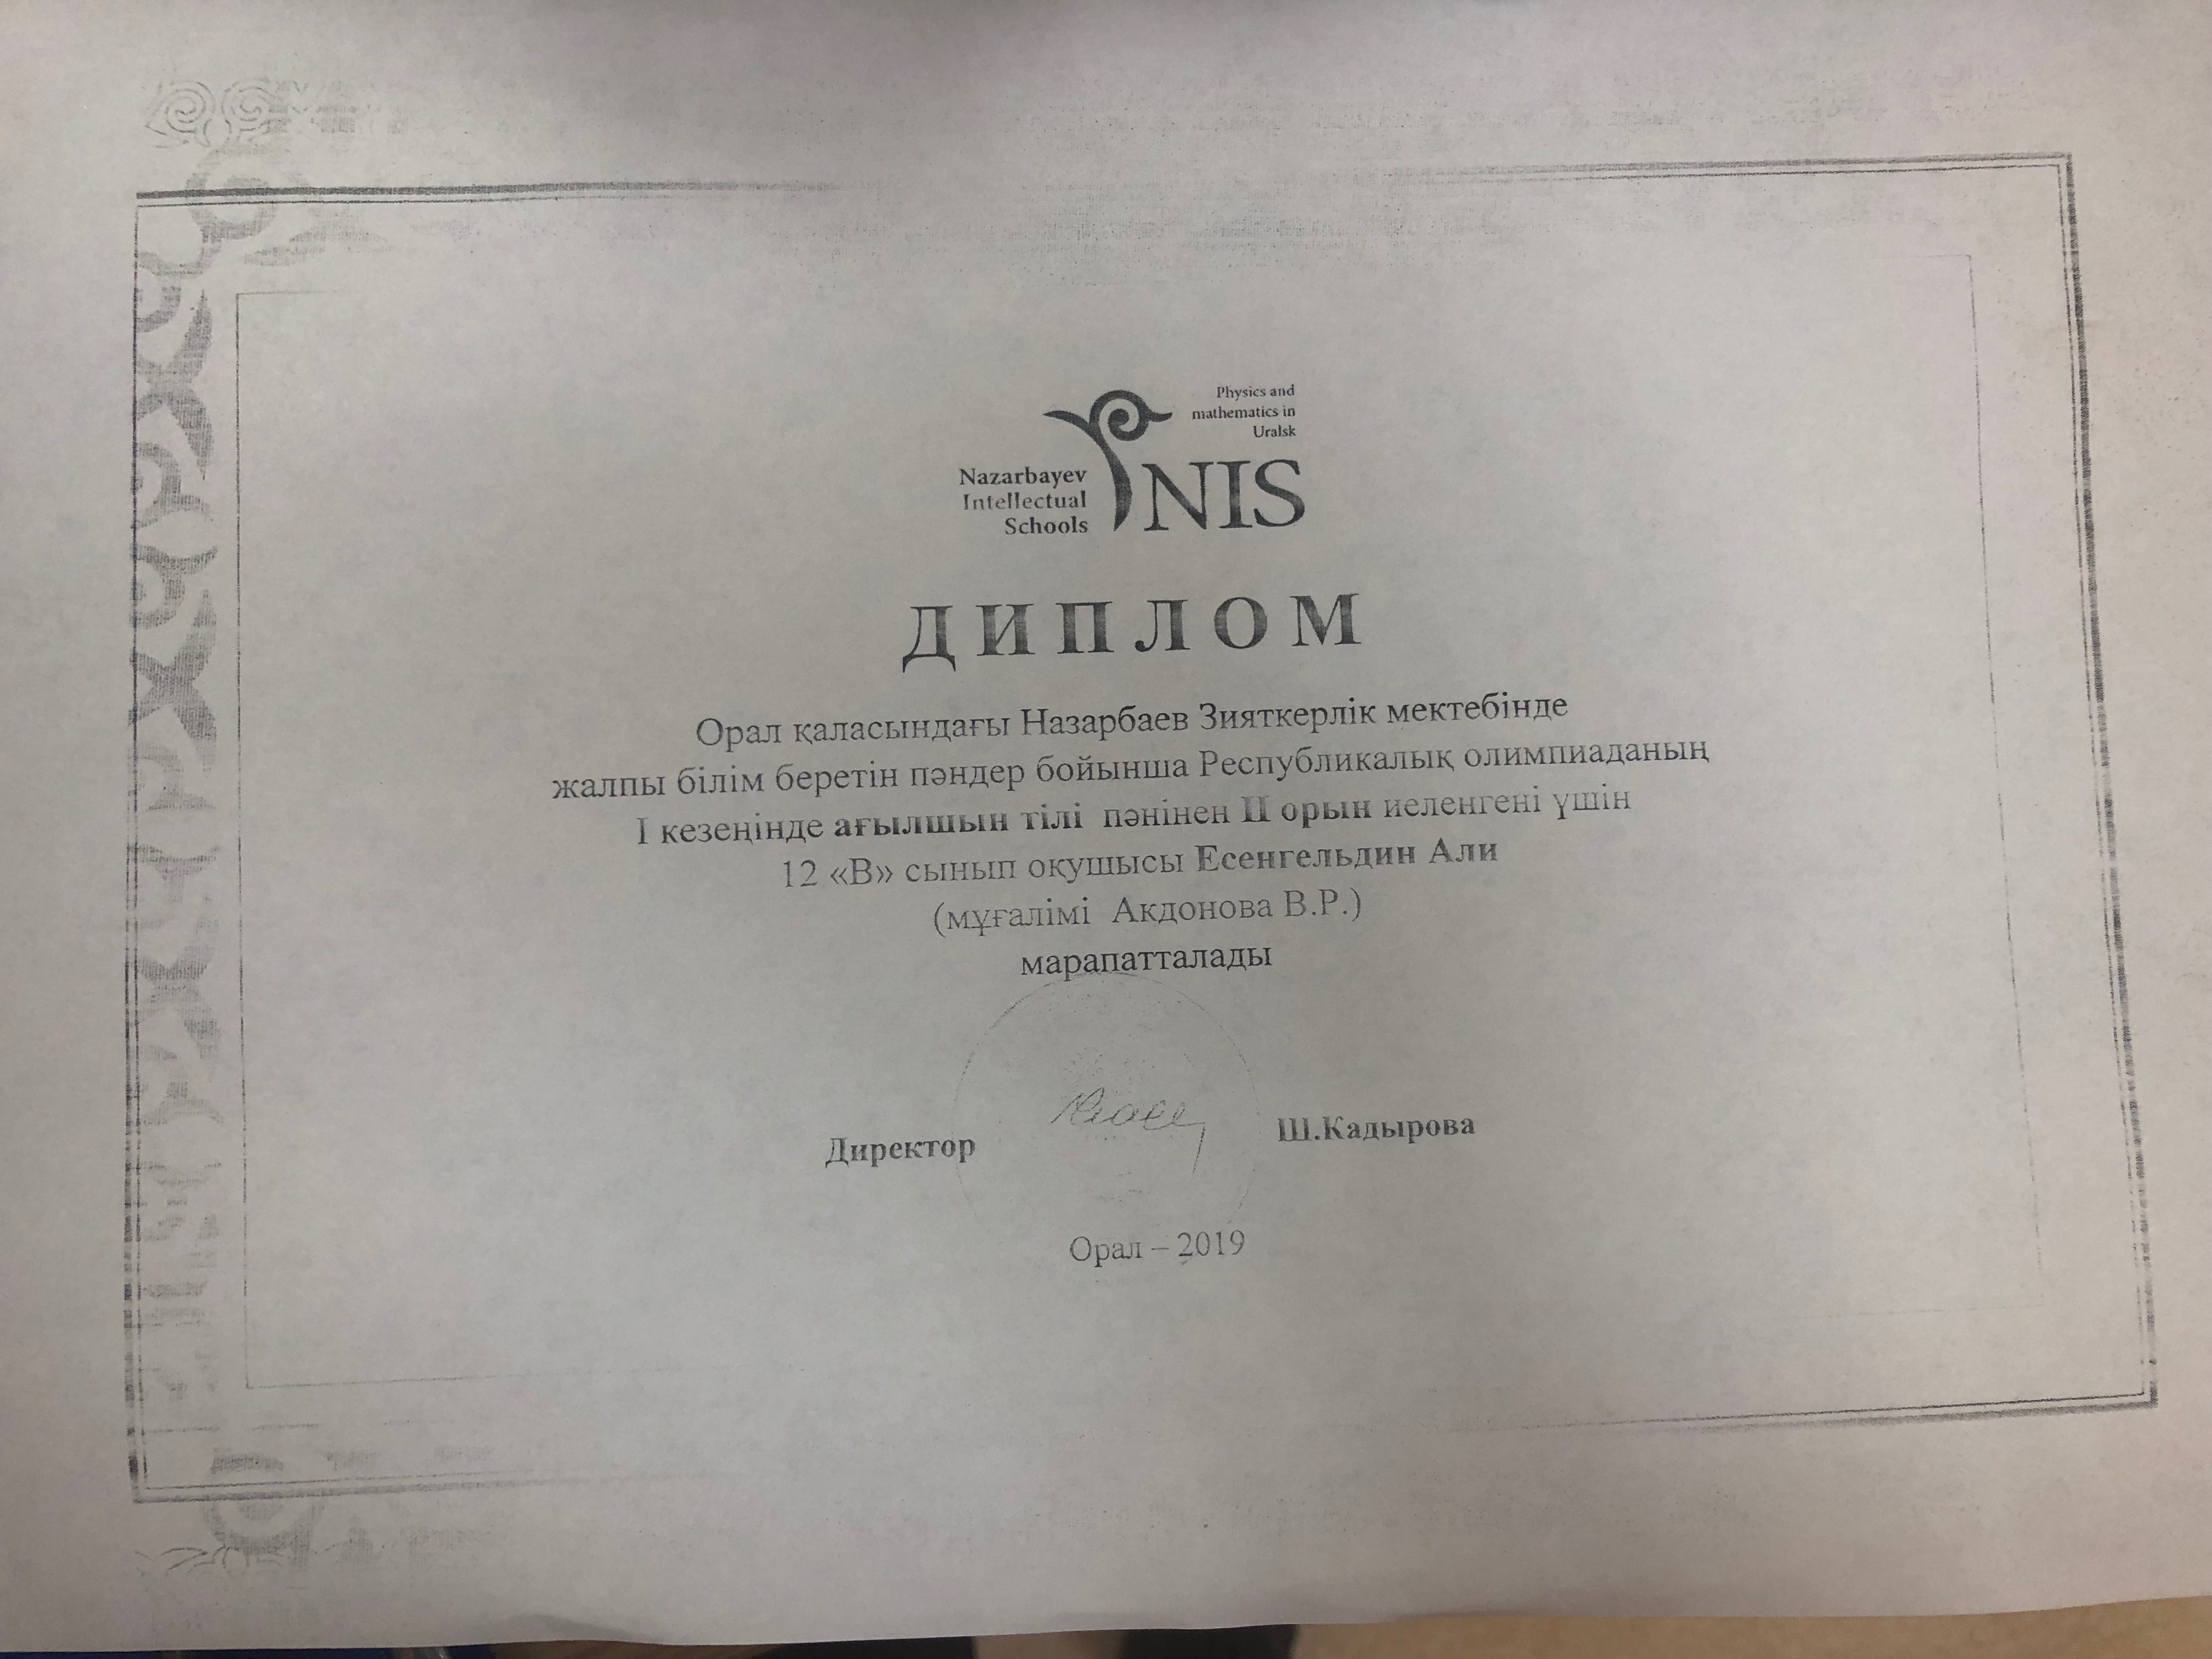 Physics and
mathematics in
Uralsk
Nazarbayev
Intellectual
Schools
NIS
ДИПЛОМ
Орал қаласындағы Назарбаев Зияткерлік мектебінде
жалпы білім беретін пәндер бойынша Республикалық олимпиаданың
І кезеңінде ағылшын тілі пәнінен ІІ орын иеленгені үшін
12 «В» сынып оқушысы Есенгельдин Али
(мұғалімі Акдонова В.Р.)
марапатталады
Директор Ш.Кадырова
Орал – 2019